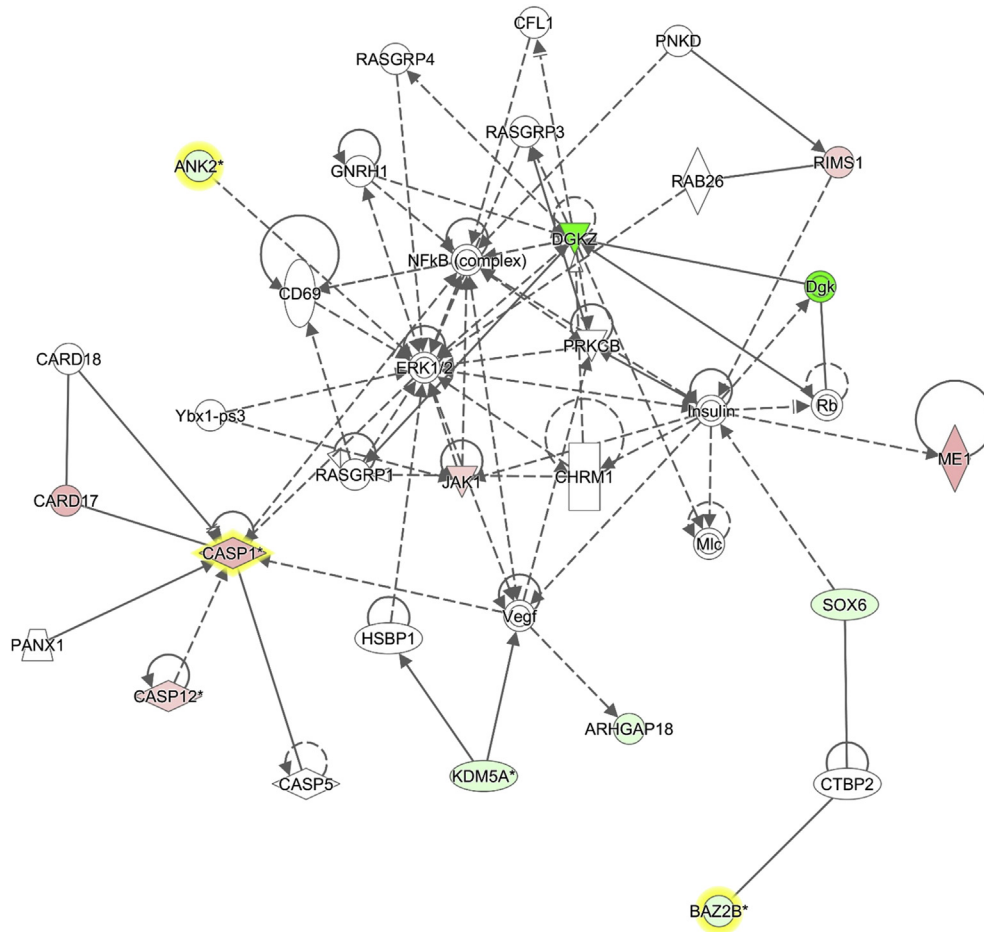 CFL1
PNKD
RASGRP4
RASGRP3
ANK2*
GNRH1
RAB26
RIMS1
DGKZ
NFkB (complex)
CD69
Dgk
PRKCB
CARD18
ERK1/2
Ybx1-ps3
Insulin
Rb
RASGRP1
JAK1
CHRM1
ME1
CARD17
CASP1*
Mlc
SOX6
Vegf
PANX1
HSBP1
CASP12*
ARHGAP18
CASP5
KDM5A*
CTBP2
BAZ2B*